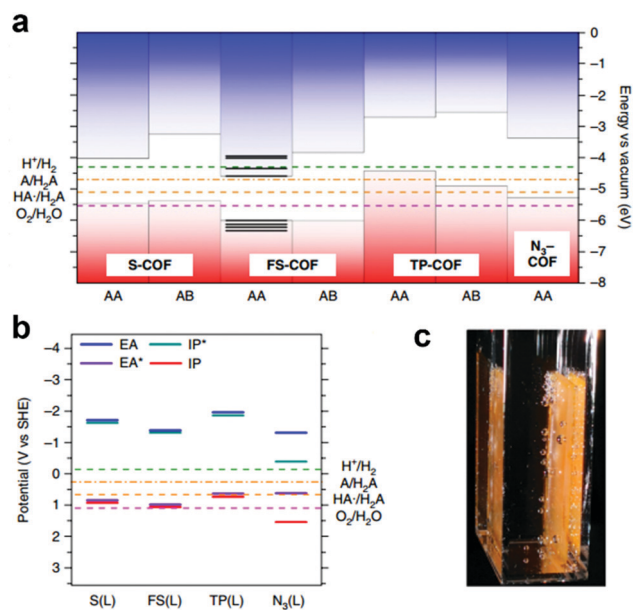 a
0
−1
−2
−3
−4
−5
−6
−7
−8
Energy vs vacuum (eV)
H⁺/H₂
A/H₂A
HA·/H₂A
O₂/H₂O
S-COF
FS-COF
TP-COF
N₃–
COF
AA AB AA AB AA AB AA
b
EA IP*
EA* IP
−4
−3
−2
−1
0
1
2
3
Potential (V vs SHE)
H⁺/H₂
A/H₂A
HA·/H₂A
O₂/H₂O
S(L) FS(L) TP(L) N₃(L)
c